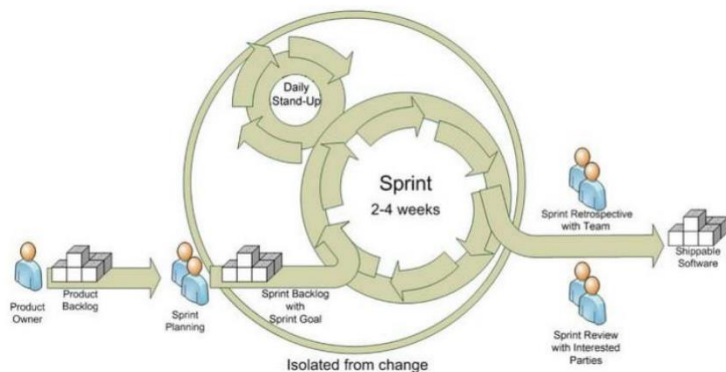 Daily
Stand-Up
Sprint
2-4 weeks
Sprint Retrospective
with Team
Shippable
Software
Product
Owner
Product
Backlog
Sprint
Planning
Sprint Backlog
with
Sprint Goal
Sprint Review
with Interested
Parties
Isolated from change